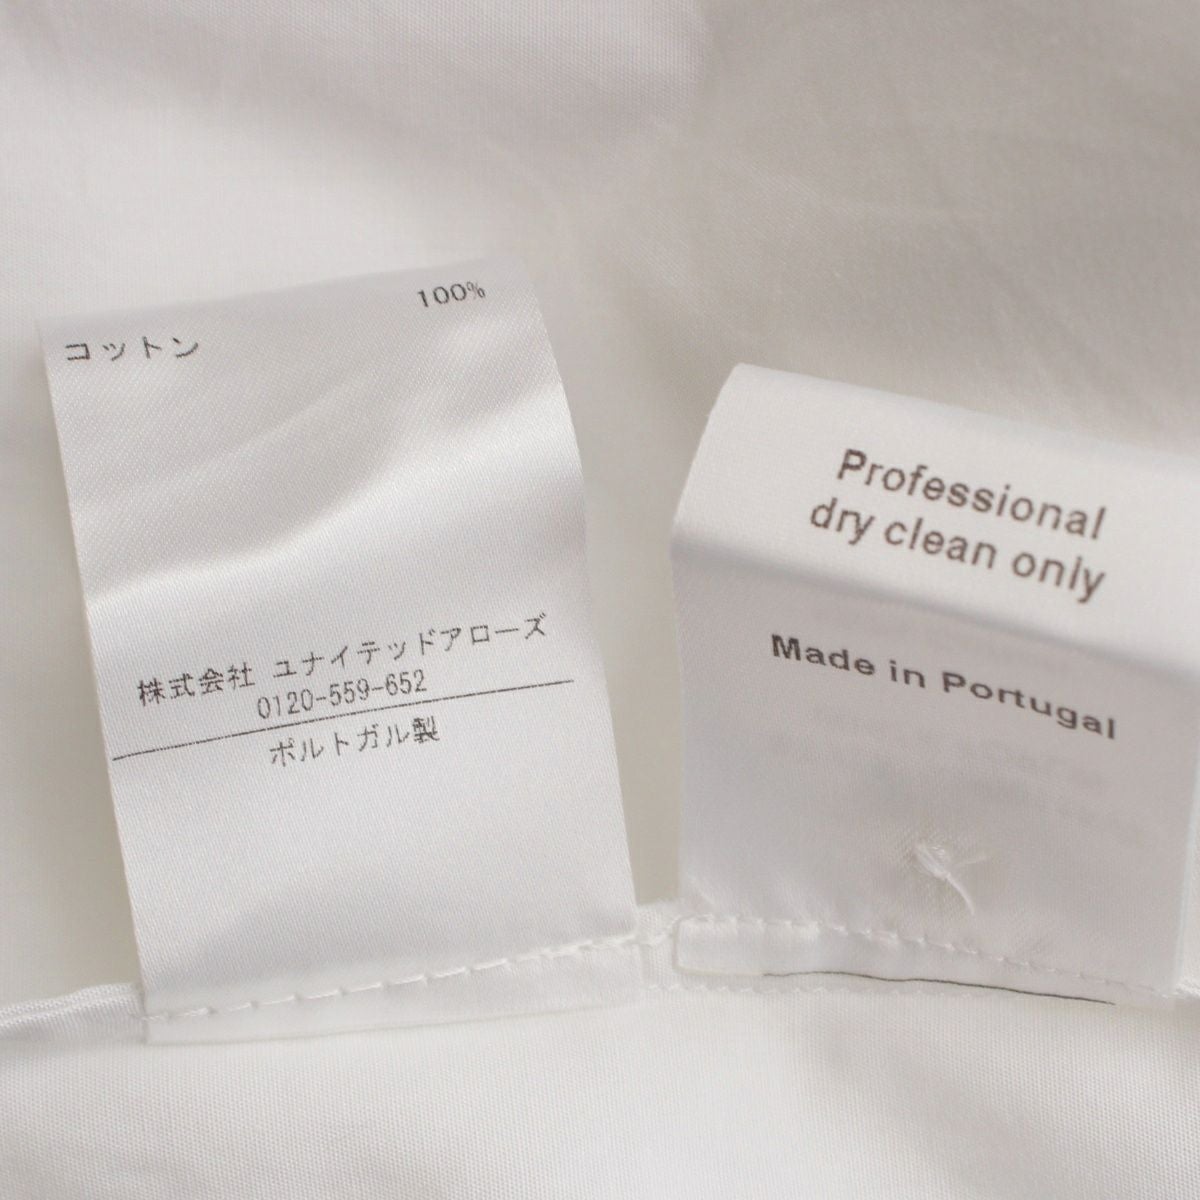 コットン 100%
株式会社 ユナイテッドアローズ
0120-559-652
ポルトガル製
Professional
dry clean only
Made in Portugal